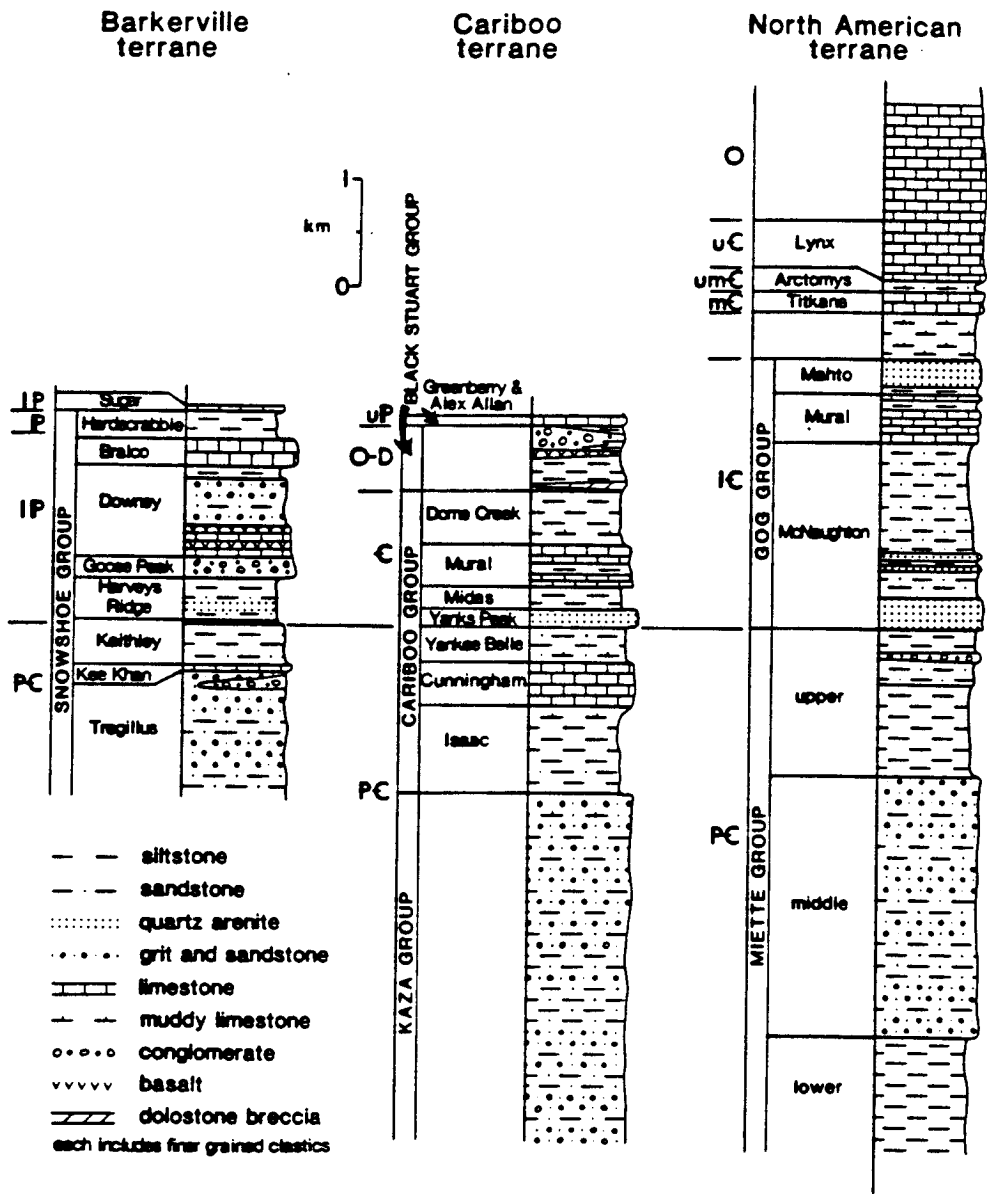 Barkerville
terrane
Cariboo
terrane
North American
terrane
1
km
0
BLACK STUART GROUP
lP
P
lP
PЄ
SNOWSHOE GROUP
Sugar
Hardscrabble
Bralco
Downey
Goose Peak
Harveys
Ridge
Keithley
Kee Khan
Tregillus
Greenberry &
Alex Allan
uP
O-D
Є
PЄ
CARIBOO GROUP
KAZA GROUP
Dome Creek
Mural
Midas
Yanks Peak
Yankee Belle
Cunningham
Isaac
O
uЄ
umЄ
mЄ
lЄ
PЄ
GOG GROUP
MIETTE GROUP
Lynx
Arctomys
Titkana
Mahto
Mural
McNaughton
upper
middle
lower
siltstone
sandstone
quartz arenite
grit and sandstone
limestone
muddy limestone
conglomerate
basalt
dolostone breccia
each includes finer grained clastics